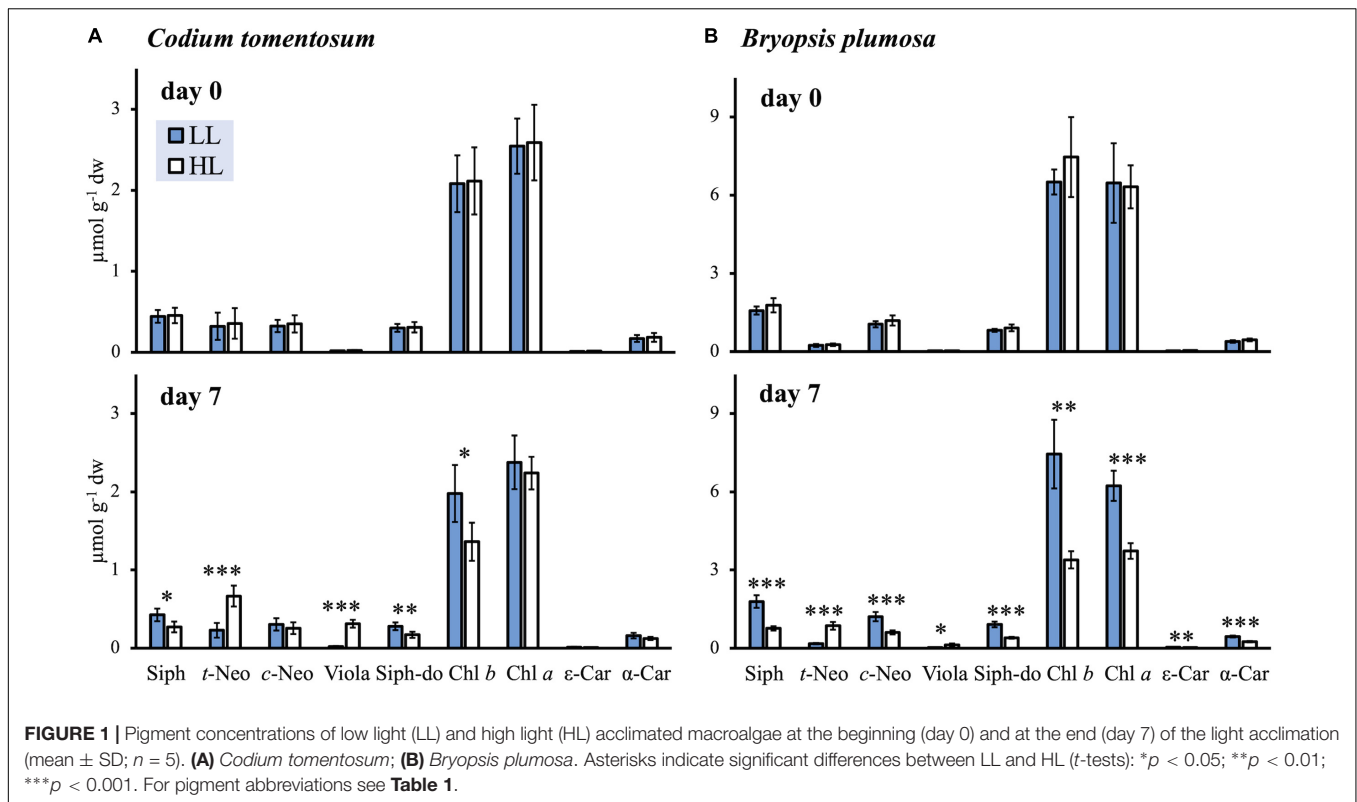 A Codium tomentosum
B Bryopsis plumosa
day 0
LL
HL
3
2
1
0
µmol g-1 dw
day 0
9
6
3
0
day 7
3
2
1
0
µmol g-1 dw
* *** *** ** *
Siph t-Neo c-Neo Viola Siph-do Chl b Chl a ε-Car α-Car
day 7
9
6
3
0
*** *** *** * *** ** *** ** ***
Siph t-Neo c-Neo Viola Siph-do Chl b Chl a ε-Car α-Car
FIGURE 1 | Pigment concentrations of low light (LL) and high light (HL) acclimated macroalgae at the beginning (day 0) and at the end (day 7) of the light acclimation
(mean ± SD; n = 5). (A) Codium tomentosum; (B) Bryopsis plumosa. Asterisks indicate significant differences between LL and HL (t-tests): *p < 0.05; **p < 0.01;
***p < 0.001. For pigment abbreviations see Table 1.